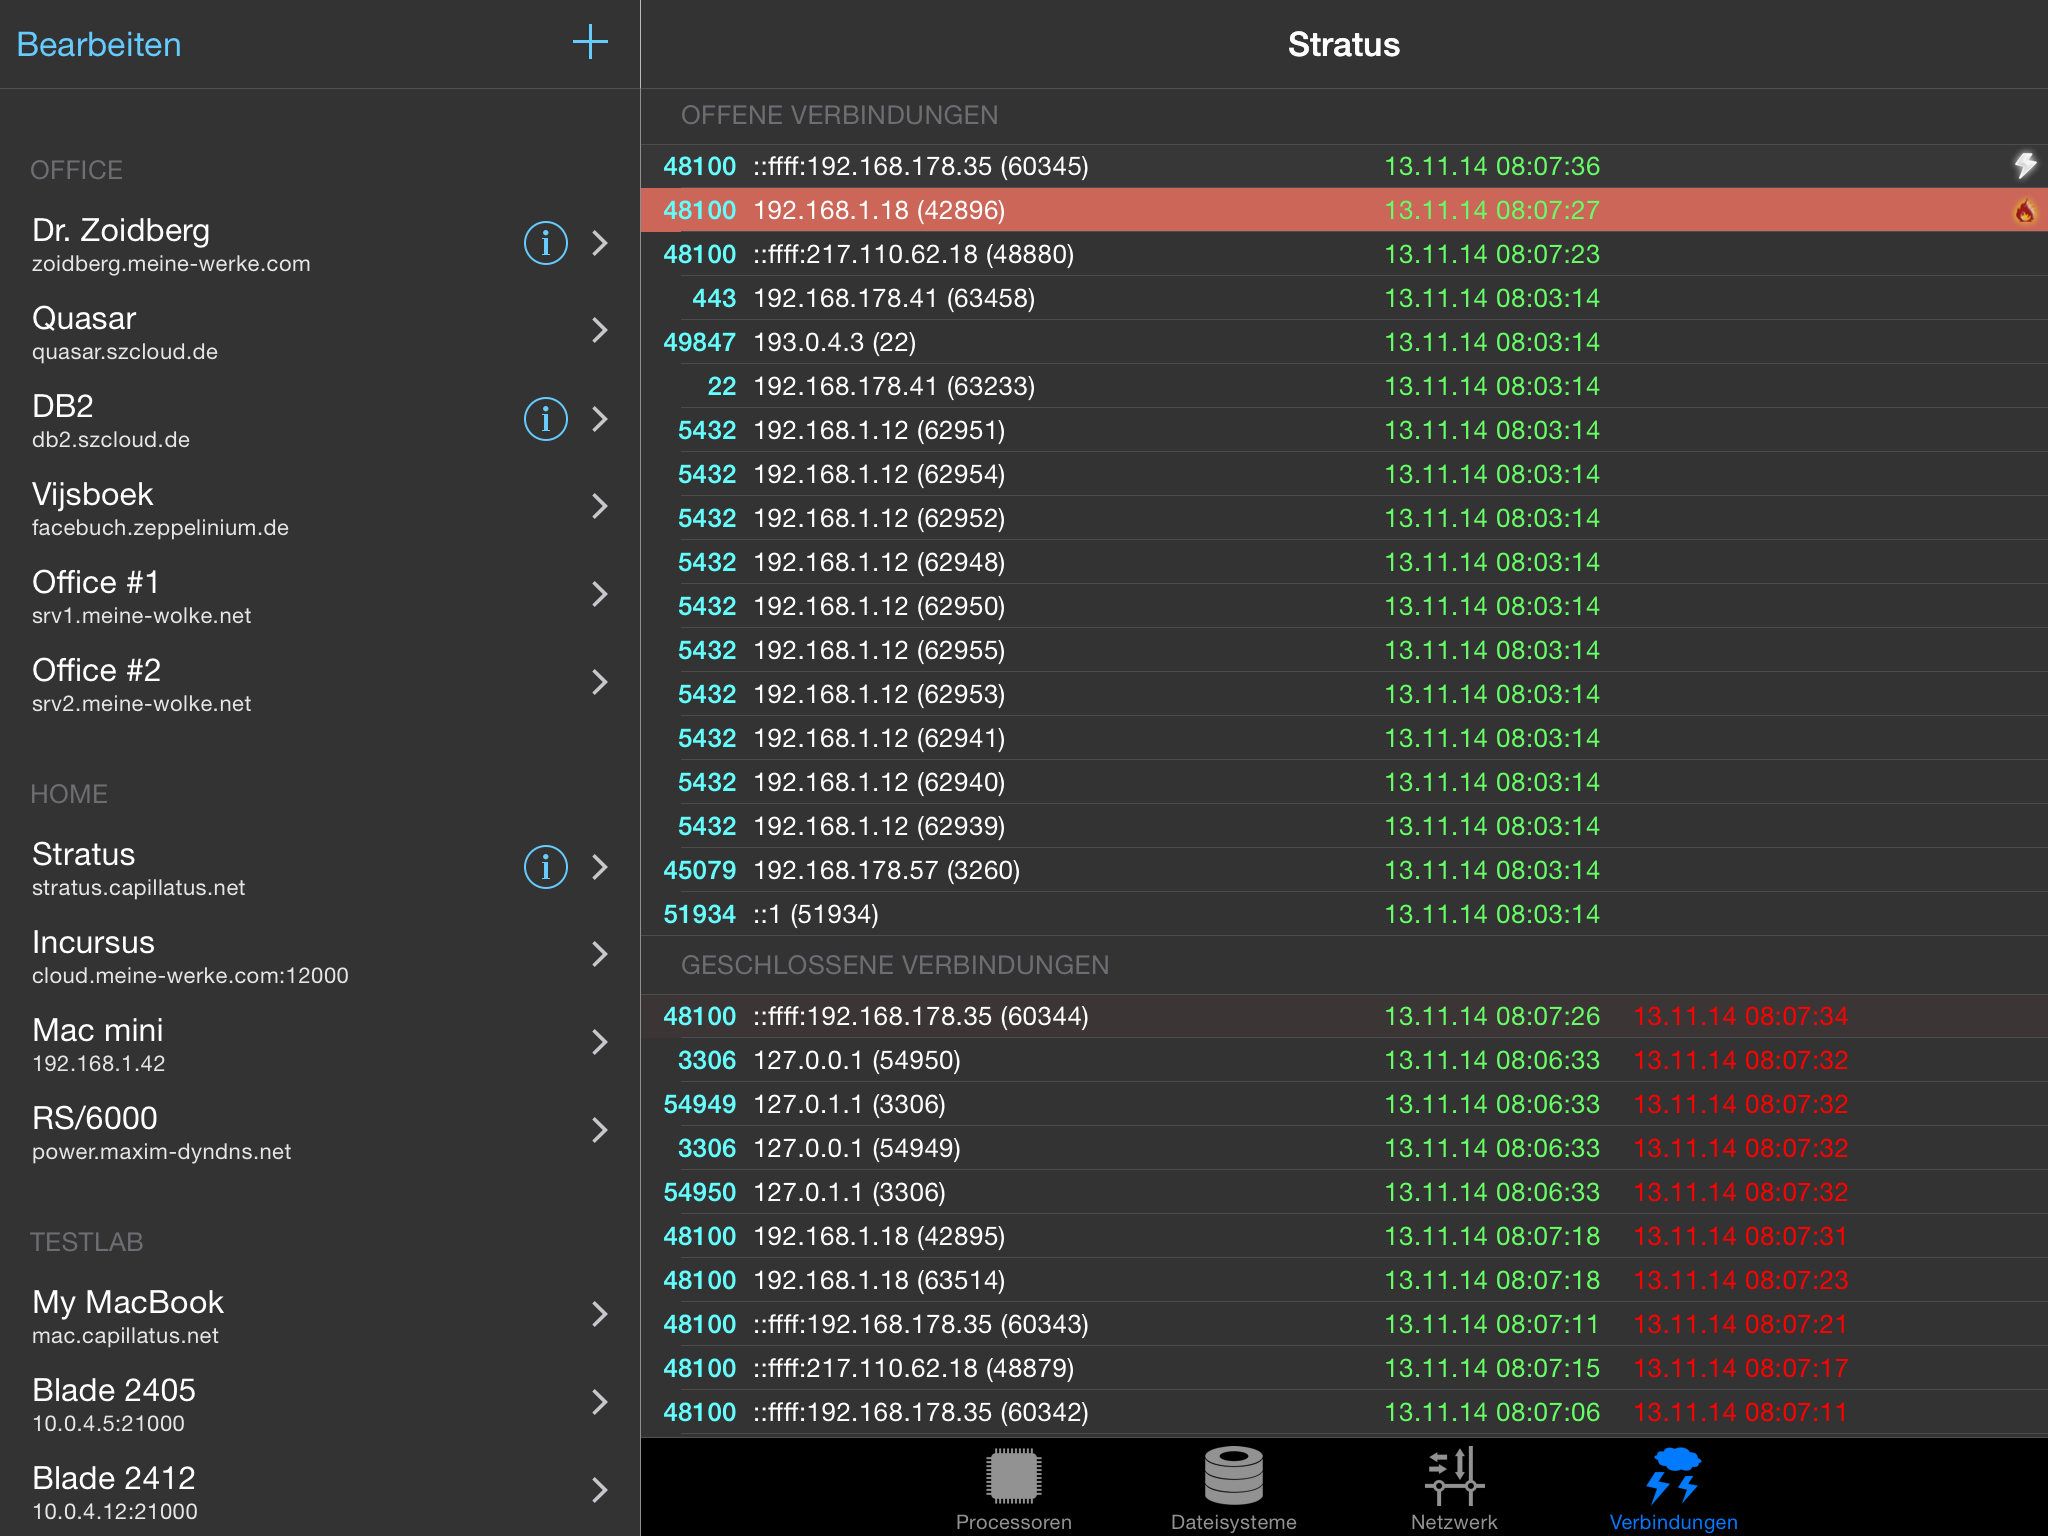 Bearbeiten
OFFICE
Dr. Zoidberg
zoidberg.meine-werke.com
Quasar
quasar.szcloud.de
DB2
db2.szcloud.de
Vijsboek
facebuch.zeppelinium.de
Office #1
srv1.meine-wolke.net
Office #2
srv2.meine-wolke.net
HOME
Stratus
stratus.capillatus.net
Incursus
cloud.meine-werke.com:12000
Mac mini
192.168.1.42
RS/6000
power.maxim-dyndns.net
TESTLAB
My MacBook
mac.capillatus.net
Blade 2405
10.0.4.5:21000
Blade 2412
10.0.4.12:21000
Stratus
OFFENE VERBINDUNGEN
48100 ::ffff:192.168.178.35 (60345) 13.11.14 08:07:36
48100 192.168.1.18 (42896) 13.11.14 08:07:27
48100 ::ffff:217.110.62.18 (48880) 13.11.14 08:07:23
443 192.168.178.41 (63458) 13.11.14 08:03:14
49847 193.0.4.3 (22) 13.11.14 08:03:14
22 192.168.178.41 (63233) 13.11.14 08:03:14
5432 192.168.1.12 (62951) 13.11.14 08:03:14
5432 192.168.1.12 (62954) 13.11.14 08:03:14
5432 192.168.1.12 (62952) 13.11.14 08:03:14
5432 192.168.1.12 (62948) 13.11.14 08:03:14
5432 192.168.1.12 (62950) 13.11.14 08:03:14
5432 192.168.1.12 (62955) 13.11.14 08:03:14
5432 192.168.1.12 (62953) 13.11.14 08:03:14
5432 192.168.1.12 (62941) 13.11.14 08:03:14
5432 192.168.1.12 (62940) 13.11.14 08:03:14
5432 192.168.1.12 (62939) 13.11.14 08:03:14
45079 192.168.178.57 (3260) 13.11.14 08:03:14
51934 ::1 (51934) 13.11.14 08:03:14
GESCHLOSSENE VERBINDUNGEN
48100 ::ffff:192.168.178.35 (60344) 13.11.14 08:07:26 13.11.14 08:07:34
3306 127.0.0.1 (54950) 13.11.14 08:06:33 13.11.14 08:07:32
54949 127.0.1.1 (3306) 13.11.14 08:06:33 13.11.14 08:07:32
3306 127.0.0.1 (54949) 13.11.14 08:06:33 13.11.14 08:07:32
54950 127.0.1.1 (3306) 13.11.14 08:06:33 13.11.14 08:07:32
48100 192.168.1.18 (42895) 13.11.14 08:07:18 13.11.14 08:07:31
48100 192.168.1.18 (63514) 13.11.14 08:07:18 13.11.14 08:07:23
48100 ::ffff:192.168.178.35 (60343) 13.11.14 08:07:11 13.11.14 08:07:21
48100 ::ffff:217.110.62.18 (48879) 13.11.14 08:07:15 13.11.14 08:07:17
48100 ::ffff:192.168.178.35 (60342) 13.11.14 08:07:06 13.11.14 08:07:11
Processoren Dateisysteme Netzwerk Verbindungen